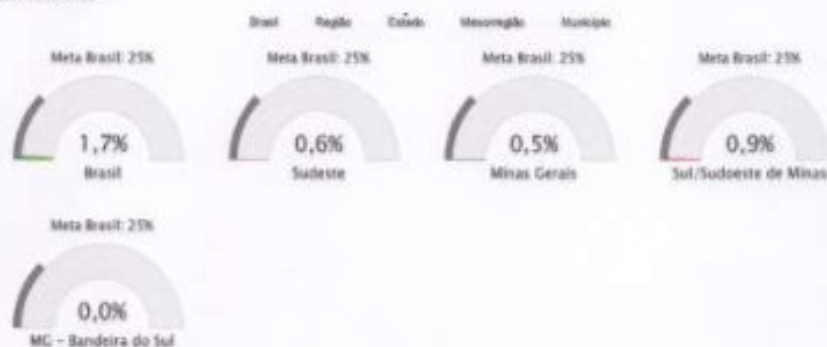 Brasil Região Estado Mesorregião Município
Meta Brasil: 25% Meta Brasil: 25% Meta Brasil: 25% Meta Brasil: 25%
1,7% 0,6% 0,5% 0,9%
Brasil Sudeste Minas Gerais Sul/Sudoeste de Minas
Meta Brasil: 25%
0,0%
MG - Bandeira do Sul